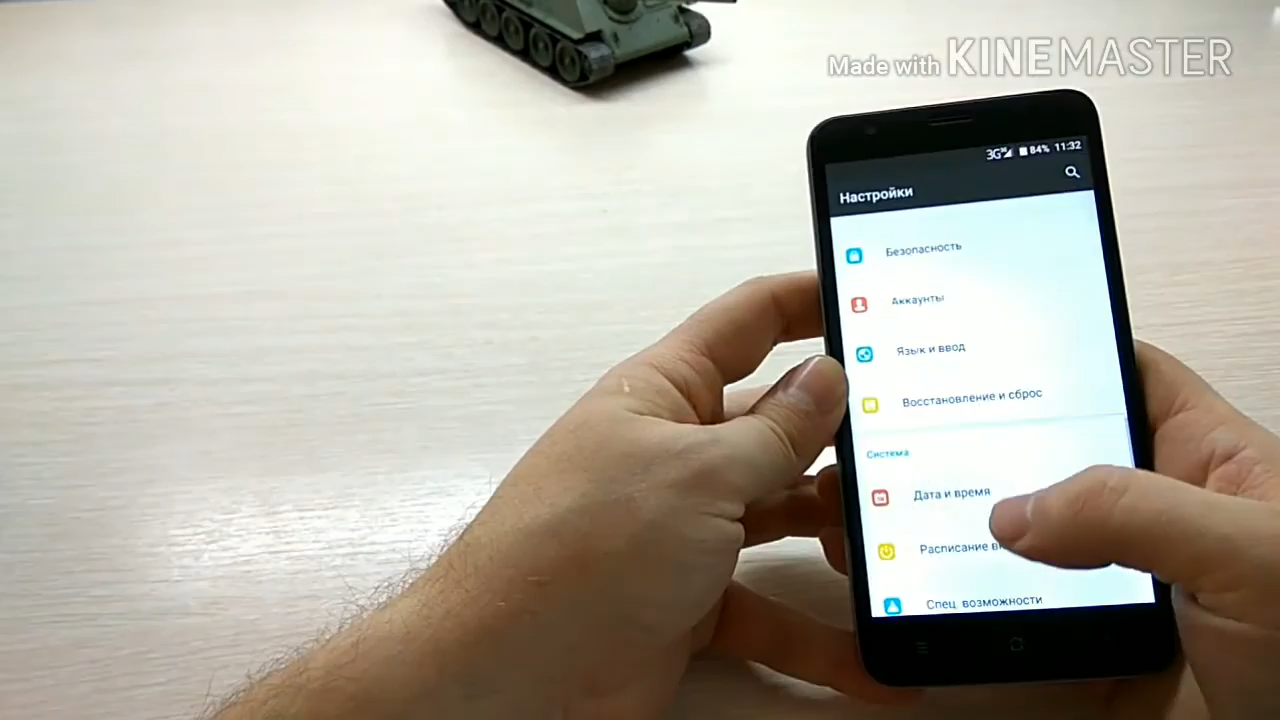 Made with KINEMASTER
3G 84% 11:32
Настройки
Безопасность
Аккаунты
Язык и ввод
Восстановление и сброс
Система
Дата и время
Расписание
Спец. возможности